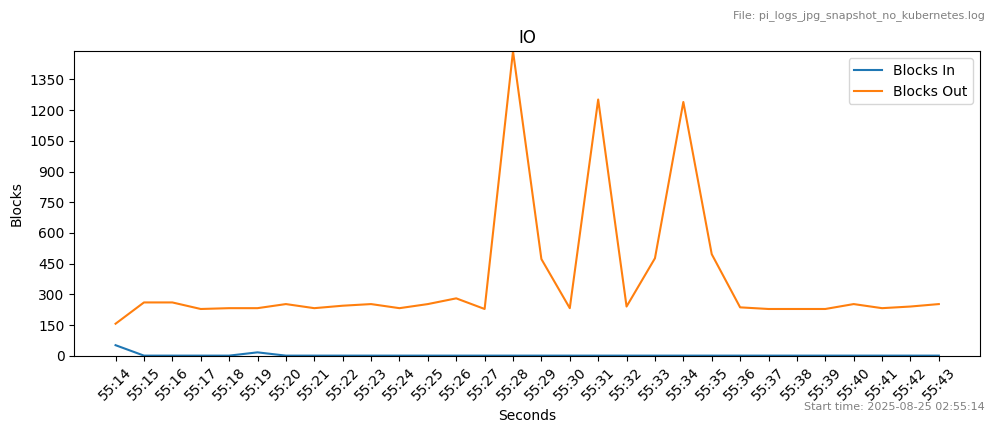 File: pi_logs_jpg_snapshot_no_kubernetes.log
IO
Blocks In
Blocks Out
1350
1200
1050
900
750
600
450
300
150
0
Blocks
55:14 55:15 55:16 55:17 55:18 55:19 55:20 55:21 55:22 55:23 55:24 55:25 55:26 55:27 55:28 55:29 55:30 55:31 55:32 55:33 55:34 55:35 55:36 55:37 55:38 55:39 55:40 55:41 55:42 55:43
Seconds
Start time: 2025-08-25 02:55:14